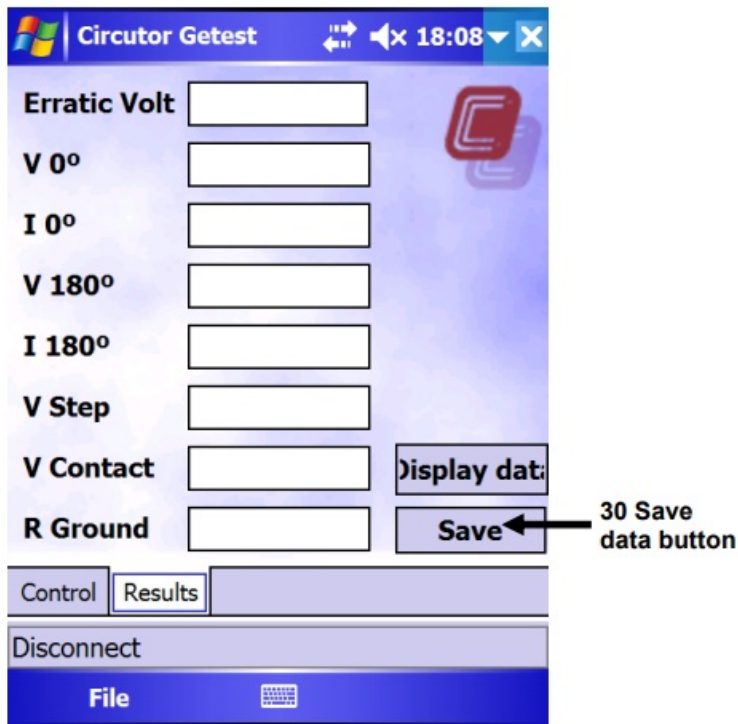 Circutor Getest 18:08
Erratic Volt
V 0º
I 0º
V 180º
I 180º
V Step
V Contact
Display data
R Ground
Save
30 Save
data button
Control Results
Disconnect
File